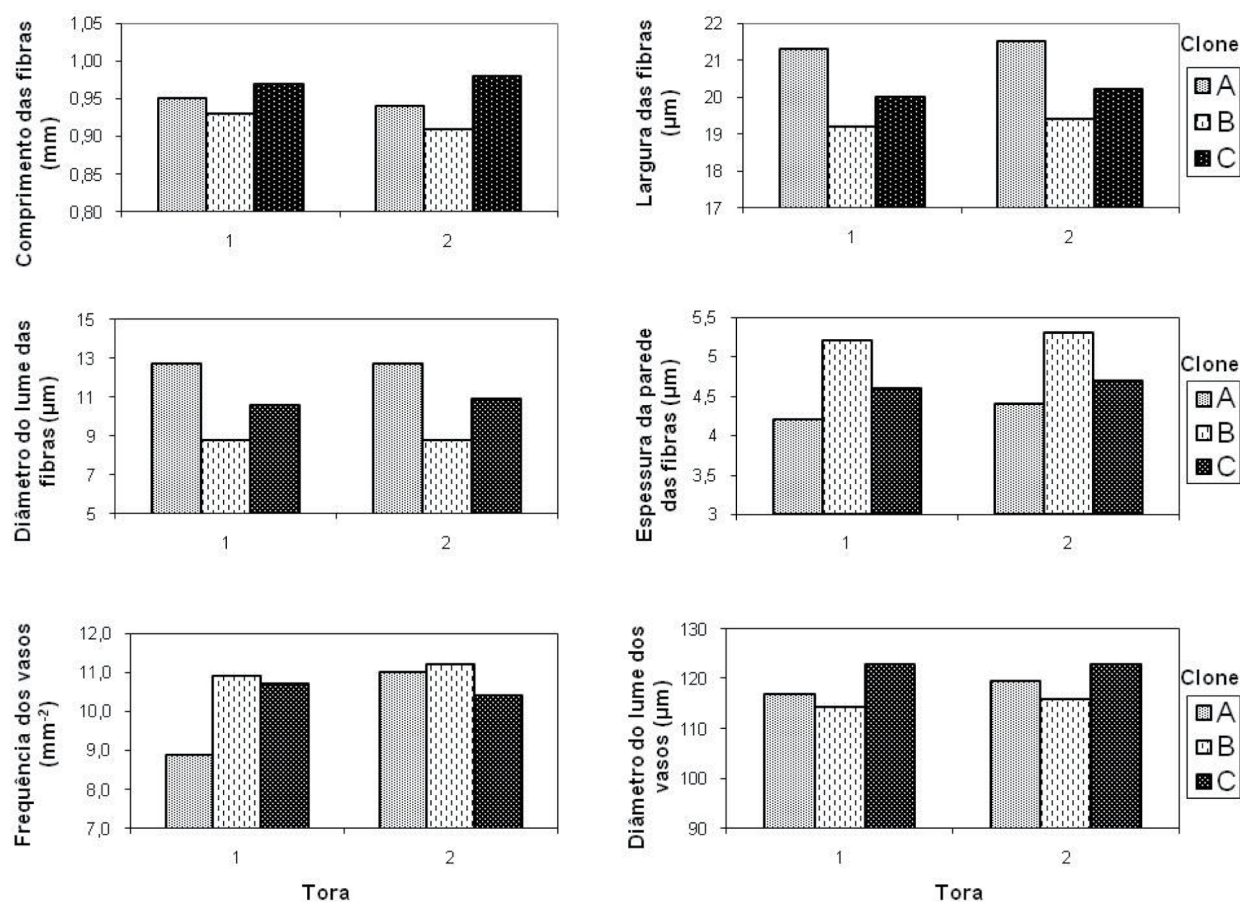 Comprimento das fibras
(mm)
1,05
1,00
0,95
0,90
0,85
0,80
1
2
Largura das fibras
(µm)
22
21
20
19
18
17
1
2
Clone
A
B
C
Diâmetro do lume das
fibras (µm)
15
13
11
9
7
5
1
2
Espessura da parede
das fibras (µm)
5,5
5
4,5
4
3,5
3
1
2
Clone
A
B
C
Frequência dos vasos
(mm⁻²)
12,0
11,0
10,0
9,0
8,0
7,0
1
2
Tora
Diâmetro do lume dos
vasos (µm)
130
120
110
100
90
1
2
Tora
Clone
A
B
C